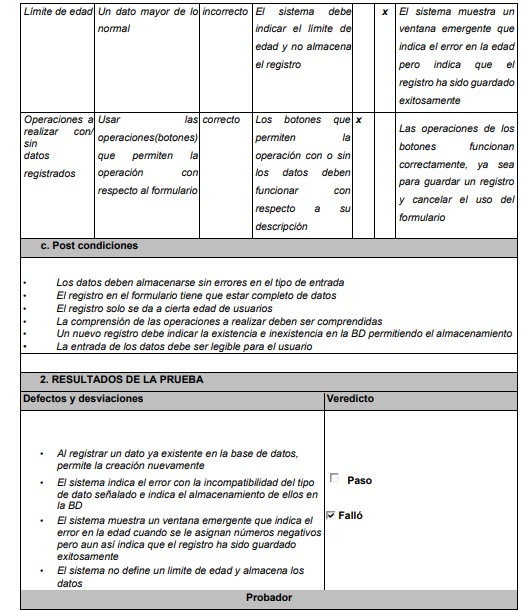 Límite de edad Un dato mayor de lo normal incorrecto El sistema debe indicar el límite de edad y no almacena el registro x El sistema muestra un ventana emergente que indica el error en la edad pero indica que el registro ha sido guardado exitosamente
Operaciones a realizar con/ sin datos registrados Usar las operaciones(botones) que permiten la operación con respecto al formulario correcto Los botones que permiten la operación con o sin los datos deben funcionar con respecto a su descripción x Las operaciones de los botones funcionan correctamente, ya sea para guardar un registro y cancelar el uso del formulario
c. Post condiciones
• Los datos deben almacenarse sin errores en el tipo de entrada
• El registro en el formulario tiene que estar completo de datos
• El registro solo se da a cierta edad de usuarios
• La comprensión de las operaciones a realizar deben ser comprendidas
• Un nuevo registro debe indicar la existencia e inexistencia en la BD permitiendo el almacenamiento
• La entrada de los datos debe ser legible para el usuario
2. RESULTADOS DE LA PRUEBA
Defectos y desviaciones Veredicto
• Al registrar un dato ya existente en la base de datos,
permite la creación nuevamente
• El sistema indica el error con la incompatibilidad del tipo
de dato señalado e indica el almacenamiento de ellos en
la BD
• El sistema muestra un ventana emergente que indica el
error en la edad cuando se le asignan números negativos
pero aun así indica que el registro ha sido guardado
exitosamente
• El sistema no define un limite de edad y almacena los
datos
Paso
Falló
Probador